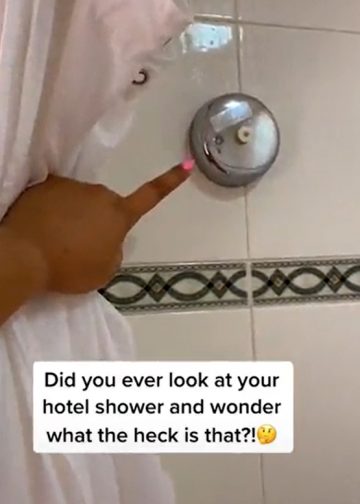 Did you ever look at your
hotel shower and wonder
what the heck is that?!🤔